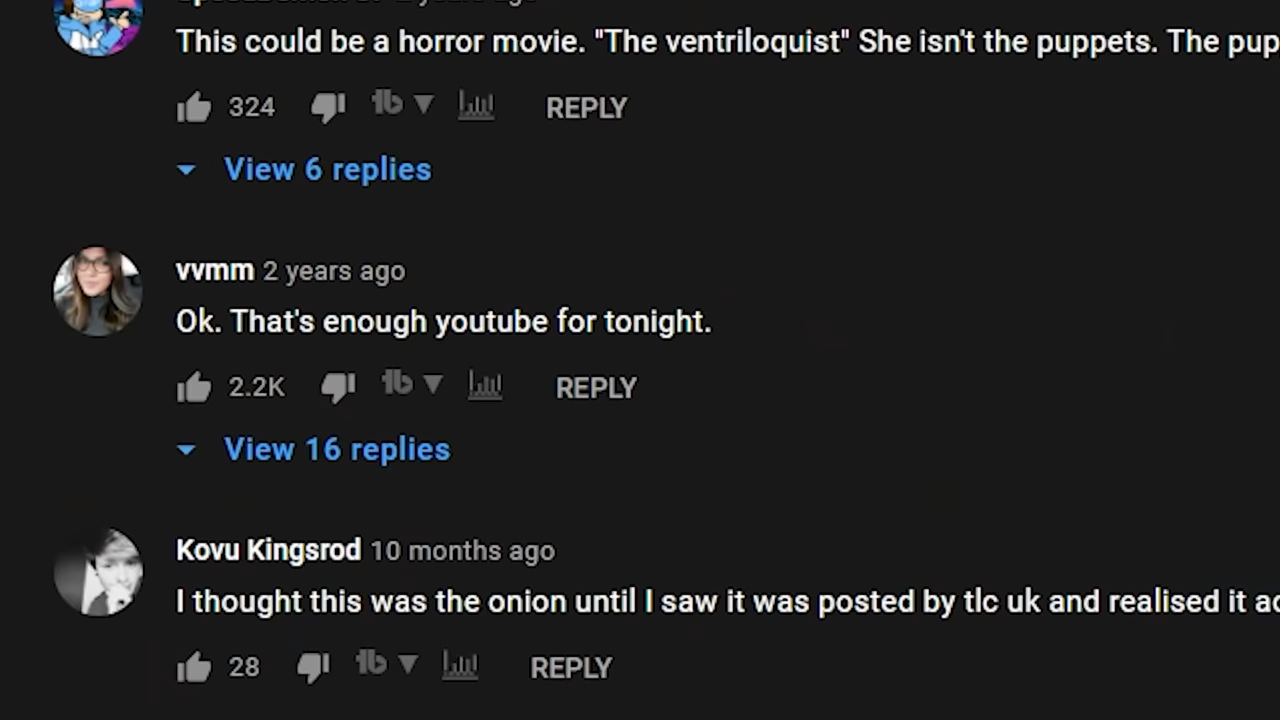 This could be a horror movie. "The ventriloquist" She isn't the puppets. The pup
324 REPLY
View 6 replies
vvmm 2 years ago
Ok. That's enough youtube for tonight.
2.2K REPLY
View 16 replies
Kovu Kingsrod 10 months ago
I thought this was the onion until I saw it was posted by tlc uk and realised it ac
28 REPLY